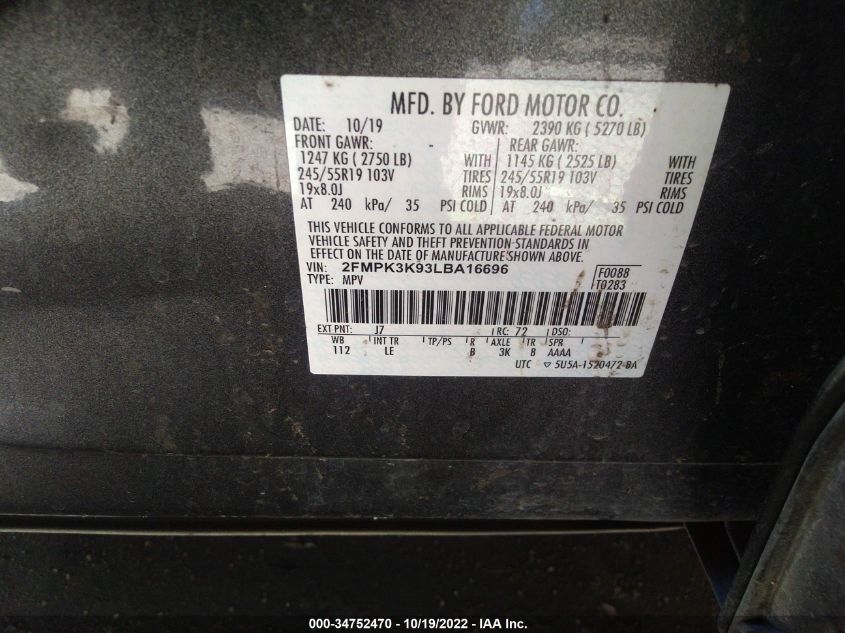 MFD. BY FORD MOTOR CO.
DATE: 10/19 GVWR: 2390 KG ( 5270 LB)
FRONT GAWR: - REAR GAWR:
1247 KG ( 2750 LB) WITH 1145 KG ( 2525 LB) WITH
245/55R19 103V TIRES 245/55R19 103V TIRES
19x8.0J RIMS 19x8.0J RIMS
AT 240 kPa/ 35 PSI COLD AT 240 kPa/ 35 PSI COLD
THIS VEHICLE CONFORMS TO ALL APPLICABLE FEDERAL MOTOR
VEHICLE SAFETY AND THEFT PREVENTION STANDARDS IN
EFFECT ON THE DATE OF MANUFACTURE SHOWN ABOVE.
VIN: 2FMPK3K93LBA16696 F0088
TYPE: MPV T0283
EXT PNT: J7 RC: 72 DSO:
WB INT TR TP/PS R AXLE TR SPR
112 LE B 3K 8 AAAA
UTC ▽ 5U5A-1520472-BA
000-34752470 - 10/19/2022 - IAA Inc.